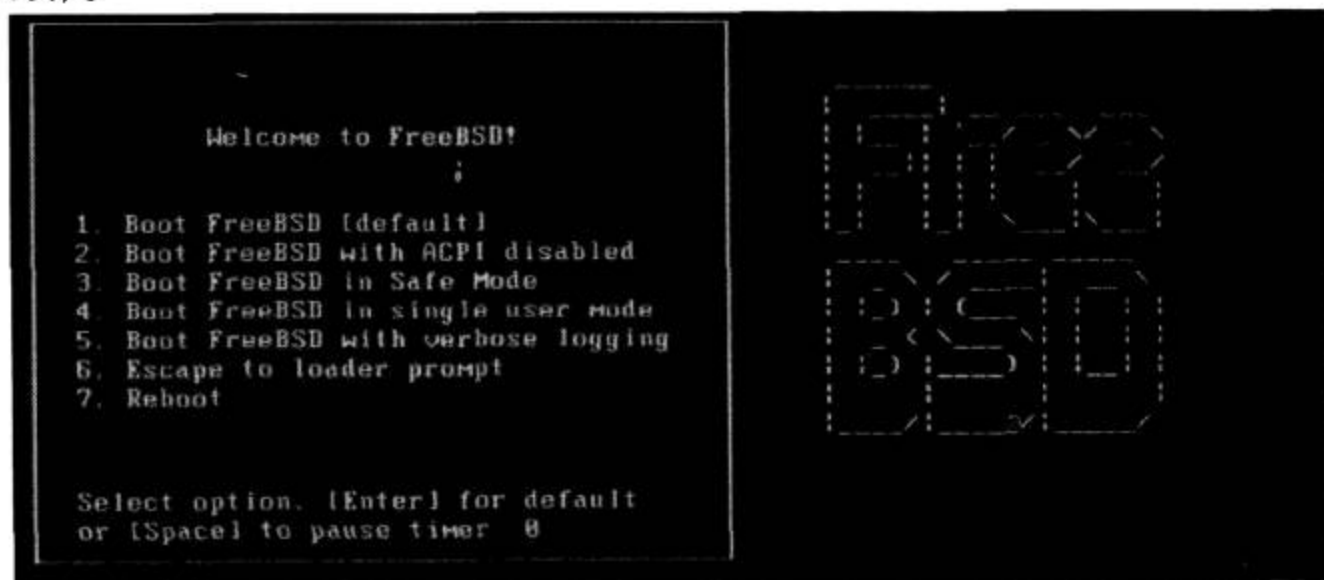 Welcome to FreeBSD!
1. Boot FreeBSD [default]
2. Boot FreeBSD with ACPI disabled
3. Boot FreeBSD in Safe Mode
4. Boot FreeBSD in single user mode
5. Boot FreeBSD with verbose logging
6. Escape to loader prompt
7. Reboot
Select option, [Enter] for default
or [Space] to pause timer 0
Free
BSD